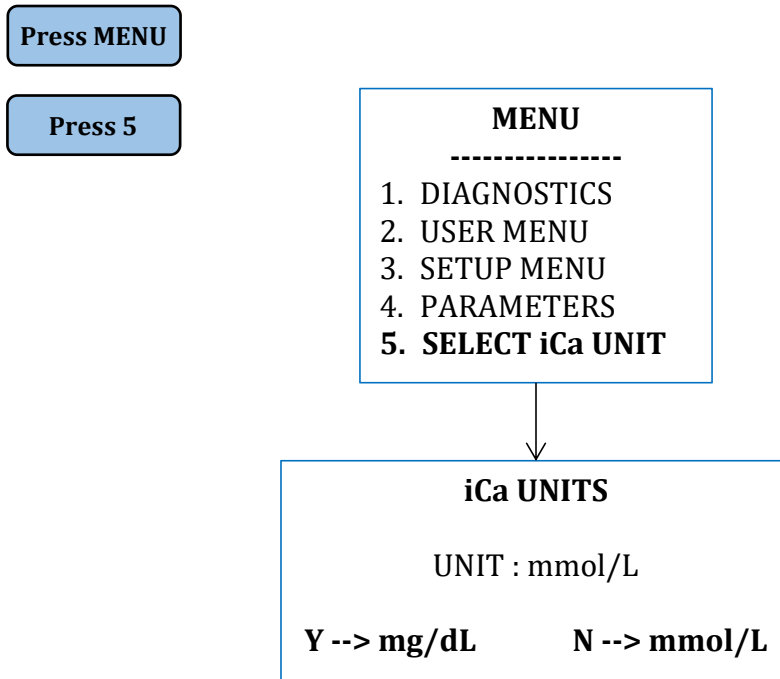 Press MENU
Press 5
MENU
----------------
1. DIAGNOSTICS
2. USER MENU
3. SETUP MENU
4. PARAMETERS
5. SELECT iCa UNIT
iCa UNITS
UNIT : mmol/L
Y --> mg/dL N --> mmol/L